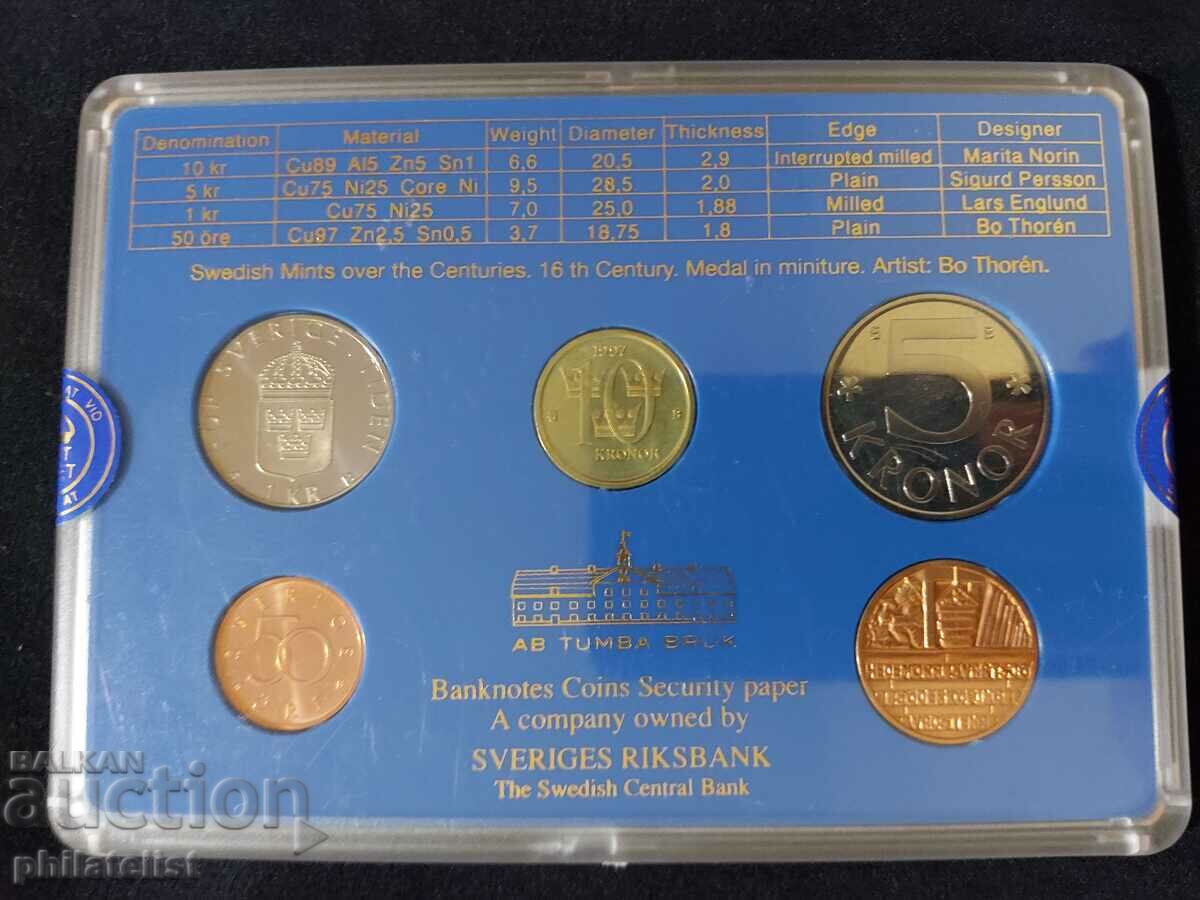 Denomination Material Weight Diameter Thickness Edge Designer
10 kr Cu89 Al5 Zn5 Sn1 6,6 20,5 2,9 Interrupted milled Marita Norin
5 kr Cu75 Ni25 Core Ni 9,5 28,5 2,0 Plain Sigurd Persson
1 kr Cu75 Ni25 7,0 25,0 1,88 Milled Lars Englund
50 öre Cu97 Zn2,5 Sn0,5 3,7 18,75 1,8 Plain Bo Thorén
Swedish Mints over the Centuries. 16 th Century. Medal in miniture. Artist: Bo Thorén.
SVERIGE TIDEN
1 KR
1997
10
KRONOR
5
KRONOR
50
AB TUMBA BRUK
Banknotes Coins Security paper
A company owned by
SVERIGES RIKSBANK
The Swedish Central Bank
BALKAN
auction
philatelist